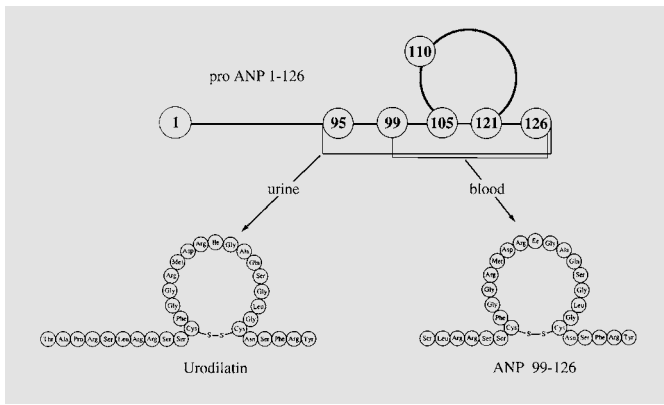 110
pro ANP 1-126
1 95 99 105 121 126
urine blood
Met Asp Arg Ile Gly Ala Gln Ser Gly Leu Gly Cys
Arg Gly Gly Phe Cys S S
Thr Ala Pro Arg Ser Leu Arg Arg Ser Ser
Asn Ser Phe Arg Tyr
Met Asp Arg Ile Gly Ala Gln Ser Gly Leu Gly Cys
Arg Gly Gly Phe Cys S S
Ser Leu Arg Arg Ser Ser
Asn Ser Phe Arg Tyr
Urodilatin ANP 99-126